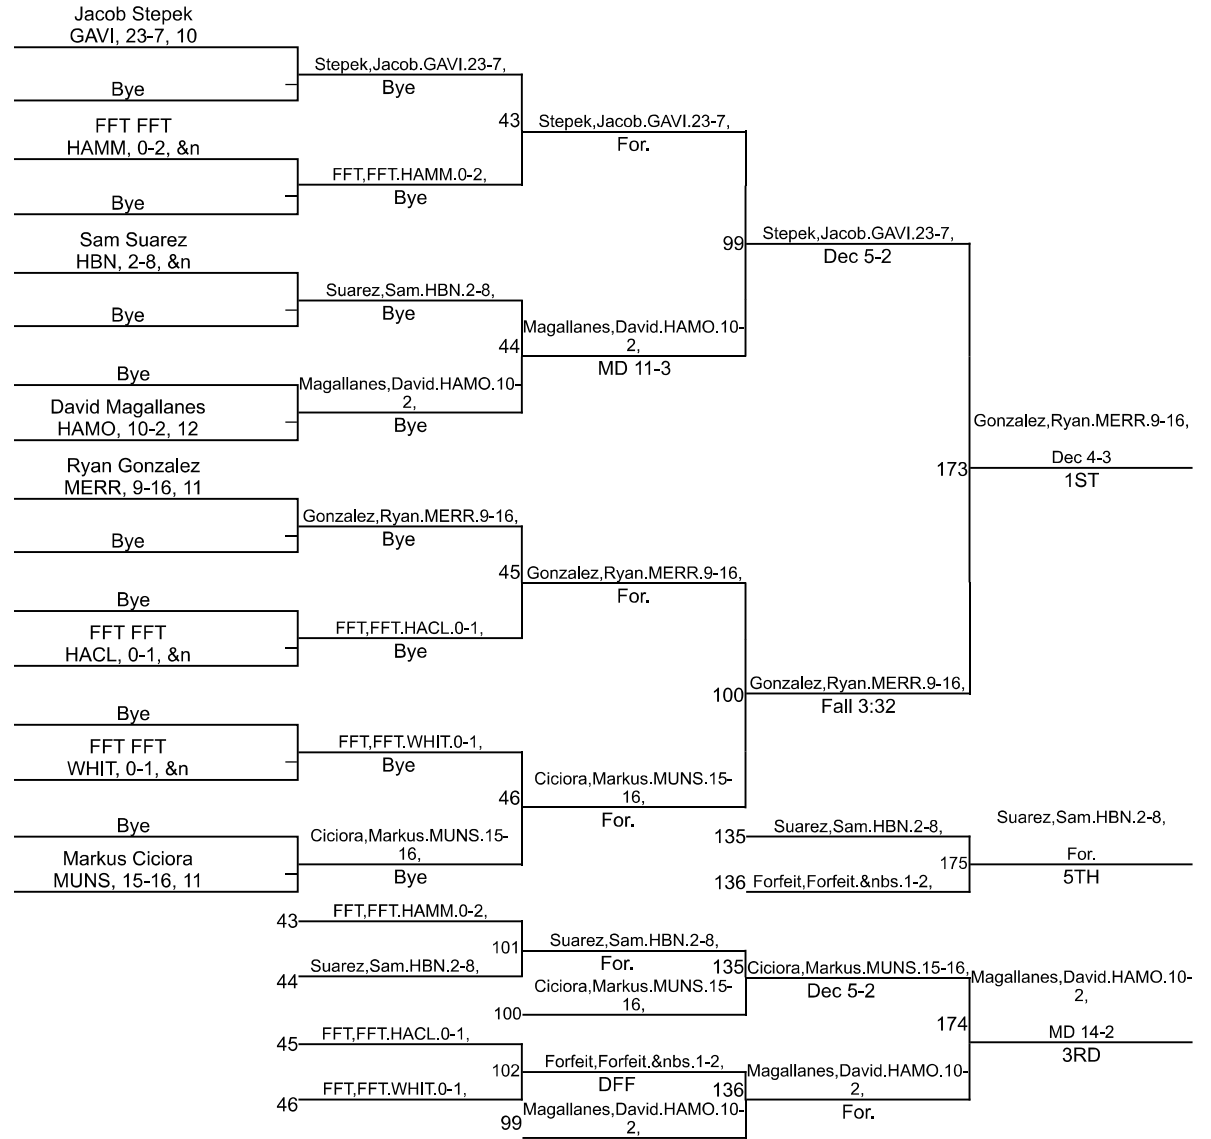 Jacob Stepek
GAVI, 23-7, 10
Bye
Stepek,Jacob.GAVI.23-7,
Bye
FFT FFT
HAMM, 0-2, &n
Bye
FFT,FFT.HAMM.0-2,
Bye
43
Stepek,Jacob.GAVI.23-7,
For.
Sam Suarez
HBN, 2-8, &n
Bye
Suarez,Sam.HBN.2-8,
Bye
Bye
David Magallanes
HAMO, 10-2, 12
Magallanes,David.HAMO.10-
2,
Bye
44
Magallanes,David.HAMO.10-
2,
MD 11-3
99
Stepek,Jacob.GAVI.23-7,
Dec 5-2
Ryan Gonzalez
MERR, 9-16, 11
Bye
Gonzalez,Ryan.MERR.9-16,
Bye
Bye
FFT FFT
HACL, 0-1, &n
FFT,FFT.HACL.0-1,
Bye
45
Gonzalez,Ryan.MERR.9-16,
For.
Bye
FFT FFT
WHIT, 0-1, &n
FFT,FFT.WHIT.0-1,
Bye
Bye
Markus Ciciora
MUNS, 15-16, 11
Ciciora,Markus.MUNS.15-
16,
Bye
46
Ciciora,Markus.MUNS.15-
16,
For.
100
Gonzalez,Ryan.MERR.9-16,
Fall 3:32
173
Gonzalez,Ryan.MERR.9-16,
Dec 4-3
1ST
135
Suarez,Sam.HBN.2-8,
136
Forfeit,Forfeit.&nbs.1-2,
175
Suarez,Sam.HBN.2-8,
For.
5TH
43
FFT,FFT.HAMM.0-2,
44
Suarez,Sam.HBN.2-8,
101
Suarez,Sam.HBN.2-8,
For.
100
Ciciora,Markus.MUNS.15-
16,
135
Ciciora,Markus.MUNS.15-16,
Dec 5-2
45
FFT,FFT.HACL.0-1,
46
FFT,FFT.WHIT.0-1,
102
Forfeit,Forfeit.&nbs.1-2,
DFF
99
Magallanes,David.HAMO.10-
2,
136
Magallanes,David.HAMO.10-
2,
For.
174
Magallanes,David.HAMO.10-
2,
MD 14-2
3RD